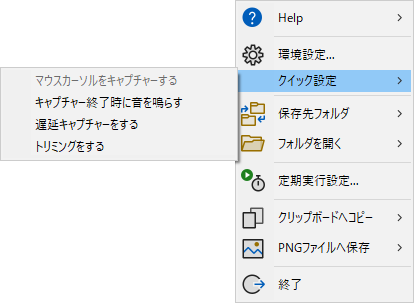 Help
環境設定...
クイック設定
マウスカーソルをキャプチャーする
キャプチャー終了時に音を鳴らす
遅延キャプチャーをする
トリミングをする
保存先フォルダ
フォルダを開く
定期実行設定...
クリップボードへコピー
PNGファイルへ保存
終了